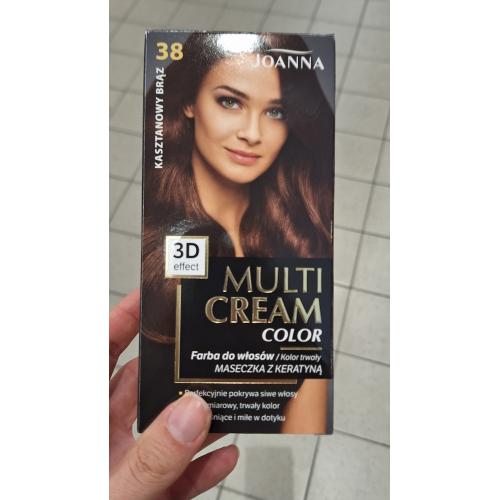 38
KASZTANOWY BRĄZ
JOANNA
3D
effect
MULTI
CREAM
COLOR
Farba do włosów / Kolor trwały
MASECZKA Z KERATYNĄ
Perfekcyjnie pokrywa siwe włosy
trwały kolor
i miłe w dotyku